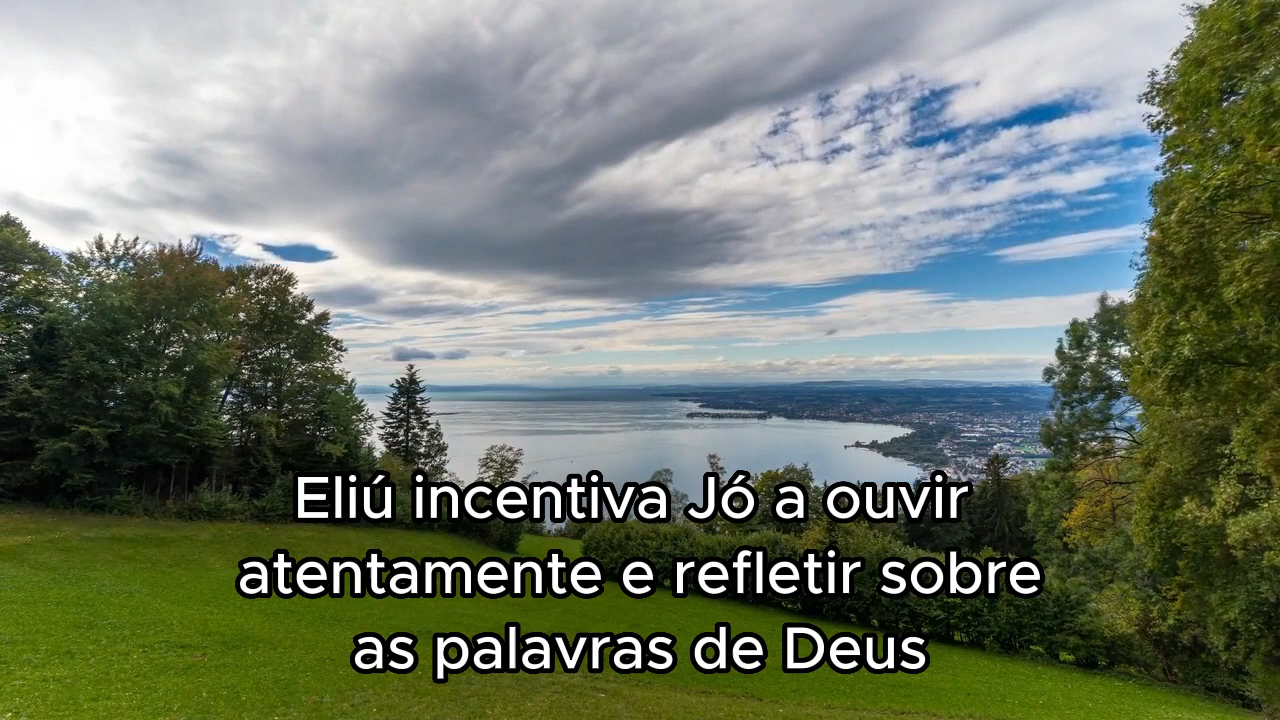 Eliú incentiva Jó a ouvir
atentamente e refletir sobre
as palavras de Deus